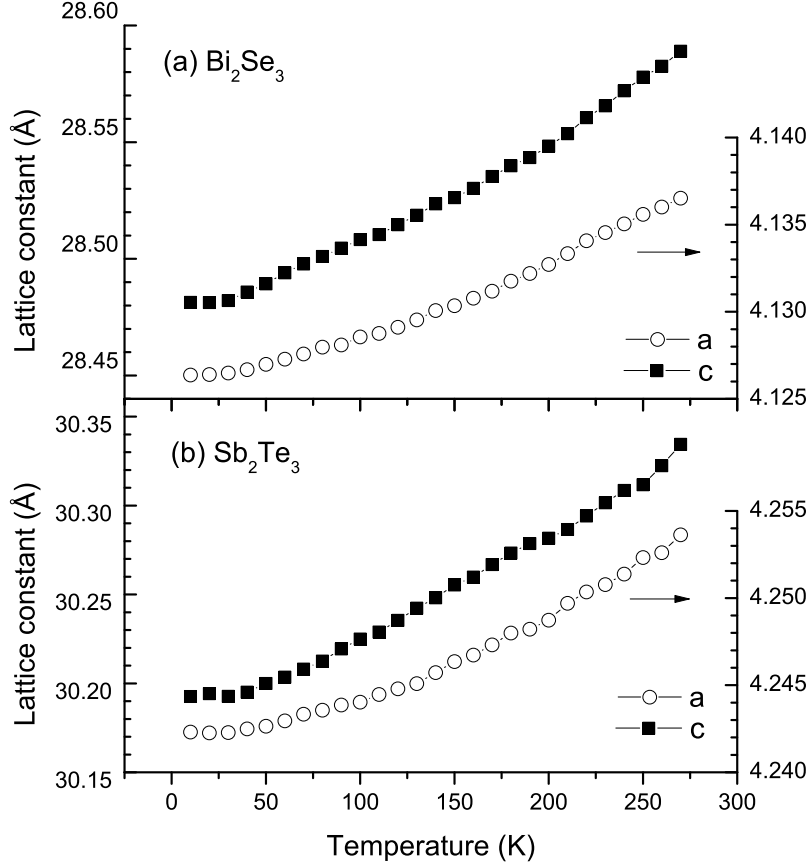 28.60
28.55
28.50
28.45
Lattice constant (Å)
(a) Bi₂Se₃
4.140
4.135
4.130
4.125
a
c
30.35
30.30
30.25
30.20
30.15
Lattice constant (Å)
(b) Sb₂Te₃
4.255
4.250
4.245
4.240
a
c
0 50 100 150 200 250 300
Temperature (K)